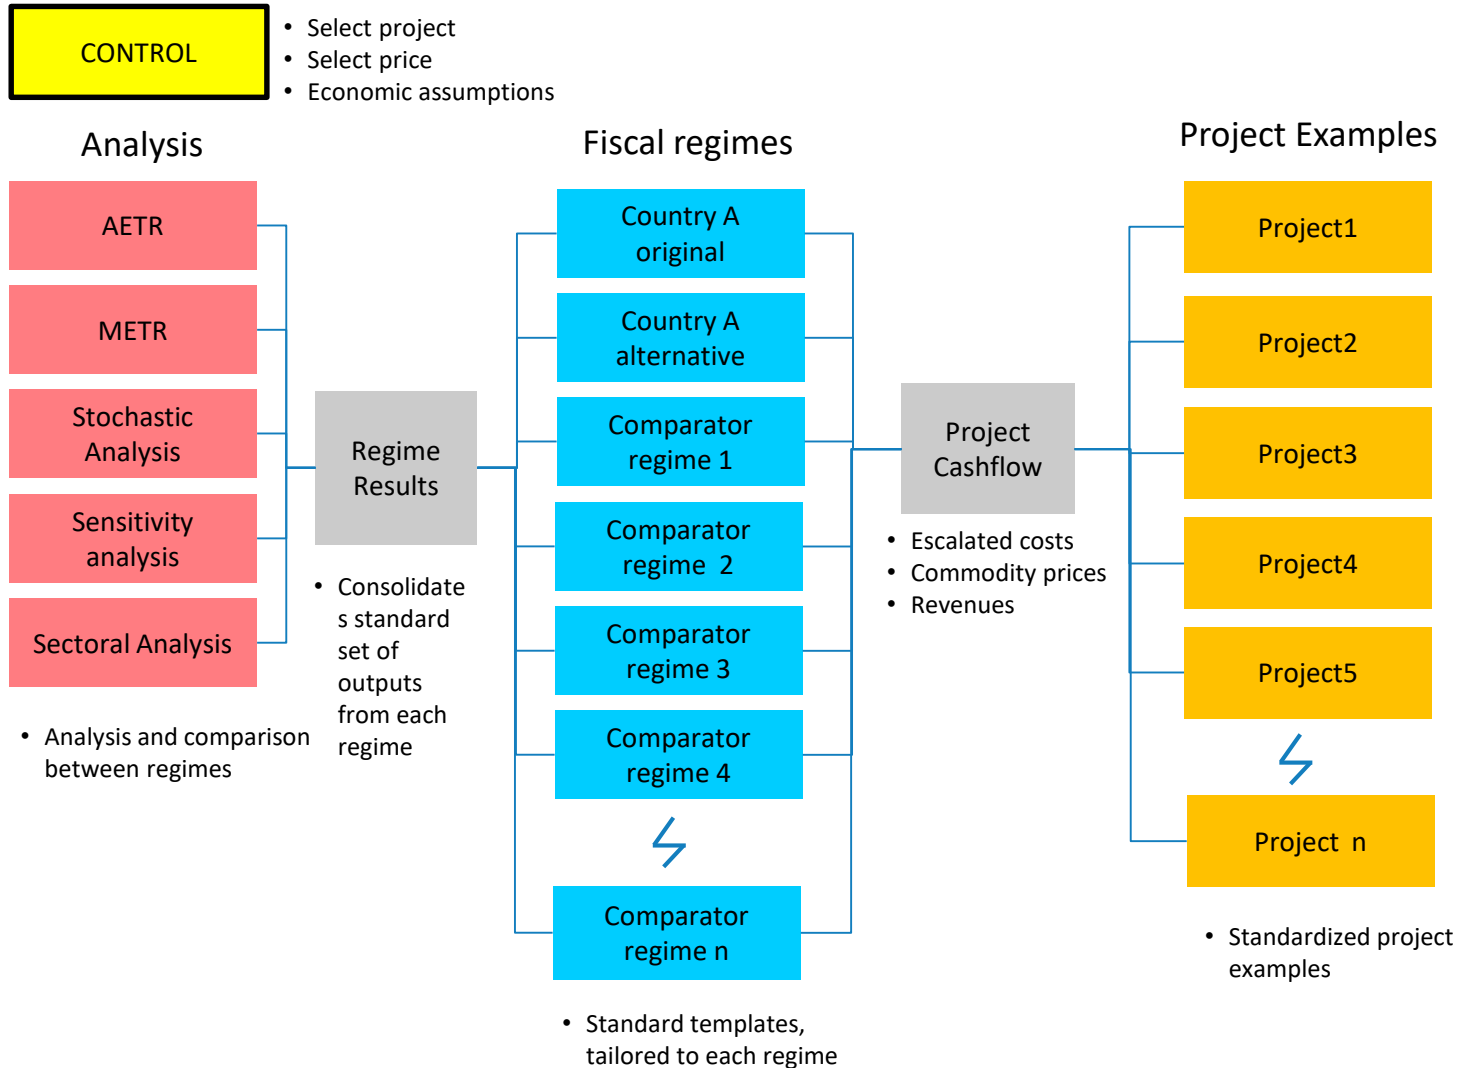 CONTROL
• Select project
• Select price
• Economic assumptions
Analysis
AETR
METR
Stochastic
Analysis
Sensitivity
analysis
Sectoral Analysis
• Analysis and comparison
between regimes
Regime
Results
• Consolidate
s standard
set of
outputs
from each
regime
Fiscal regimes
Country A
original
Country A
alternative
Comparator
regime 1
Comparator
regime 2
Comparator
regime 3
Comparator
regime 4
Comparator
regime n
• Standard templates,
tailored to each regime
Project
Cashflow
• Escalated costs
• Commodity prices
• Revenues
Project Examples
Project1
Project2
Project3
Project4
Project5
Project n
• Standardized project
examples